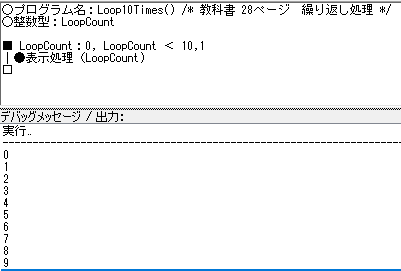 ○プログラム名：Loop10Times() /* 教科書 28ページ　繰り返し処理 */
○整数型：LoopCount
■ LoopCount：0, LoopCount ＜ 10,1
｜●表示処理 (LoopCount)
□
デバッグメッセージ / 出力:
実行..
0
1
2
3
4
5
6
7
8
9